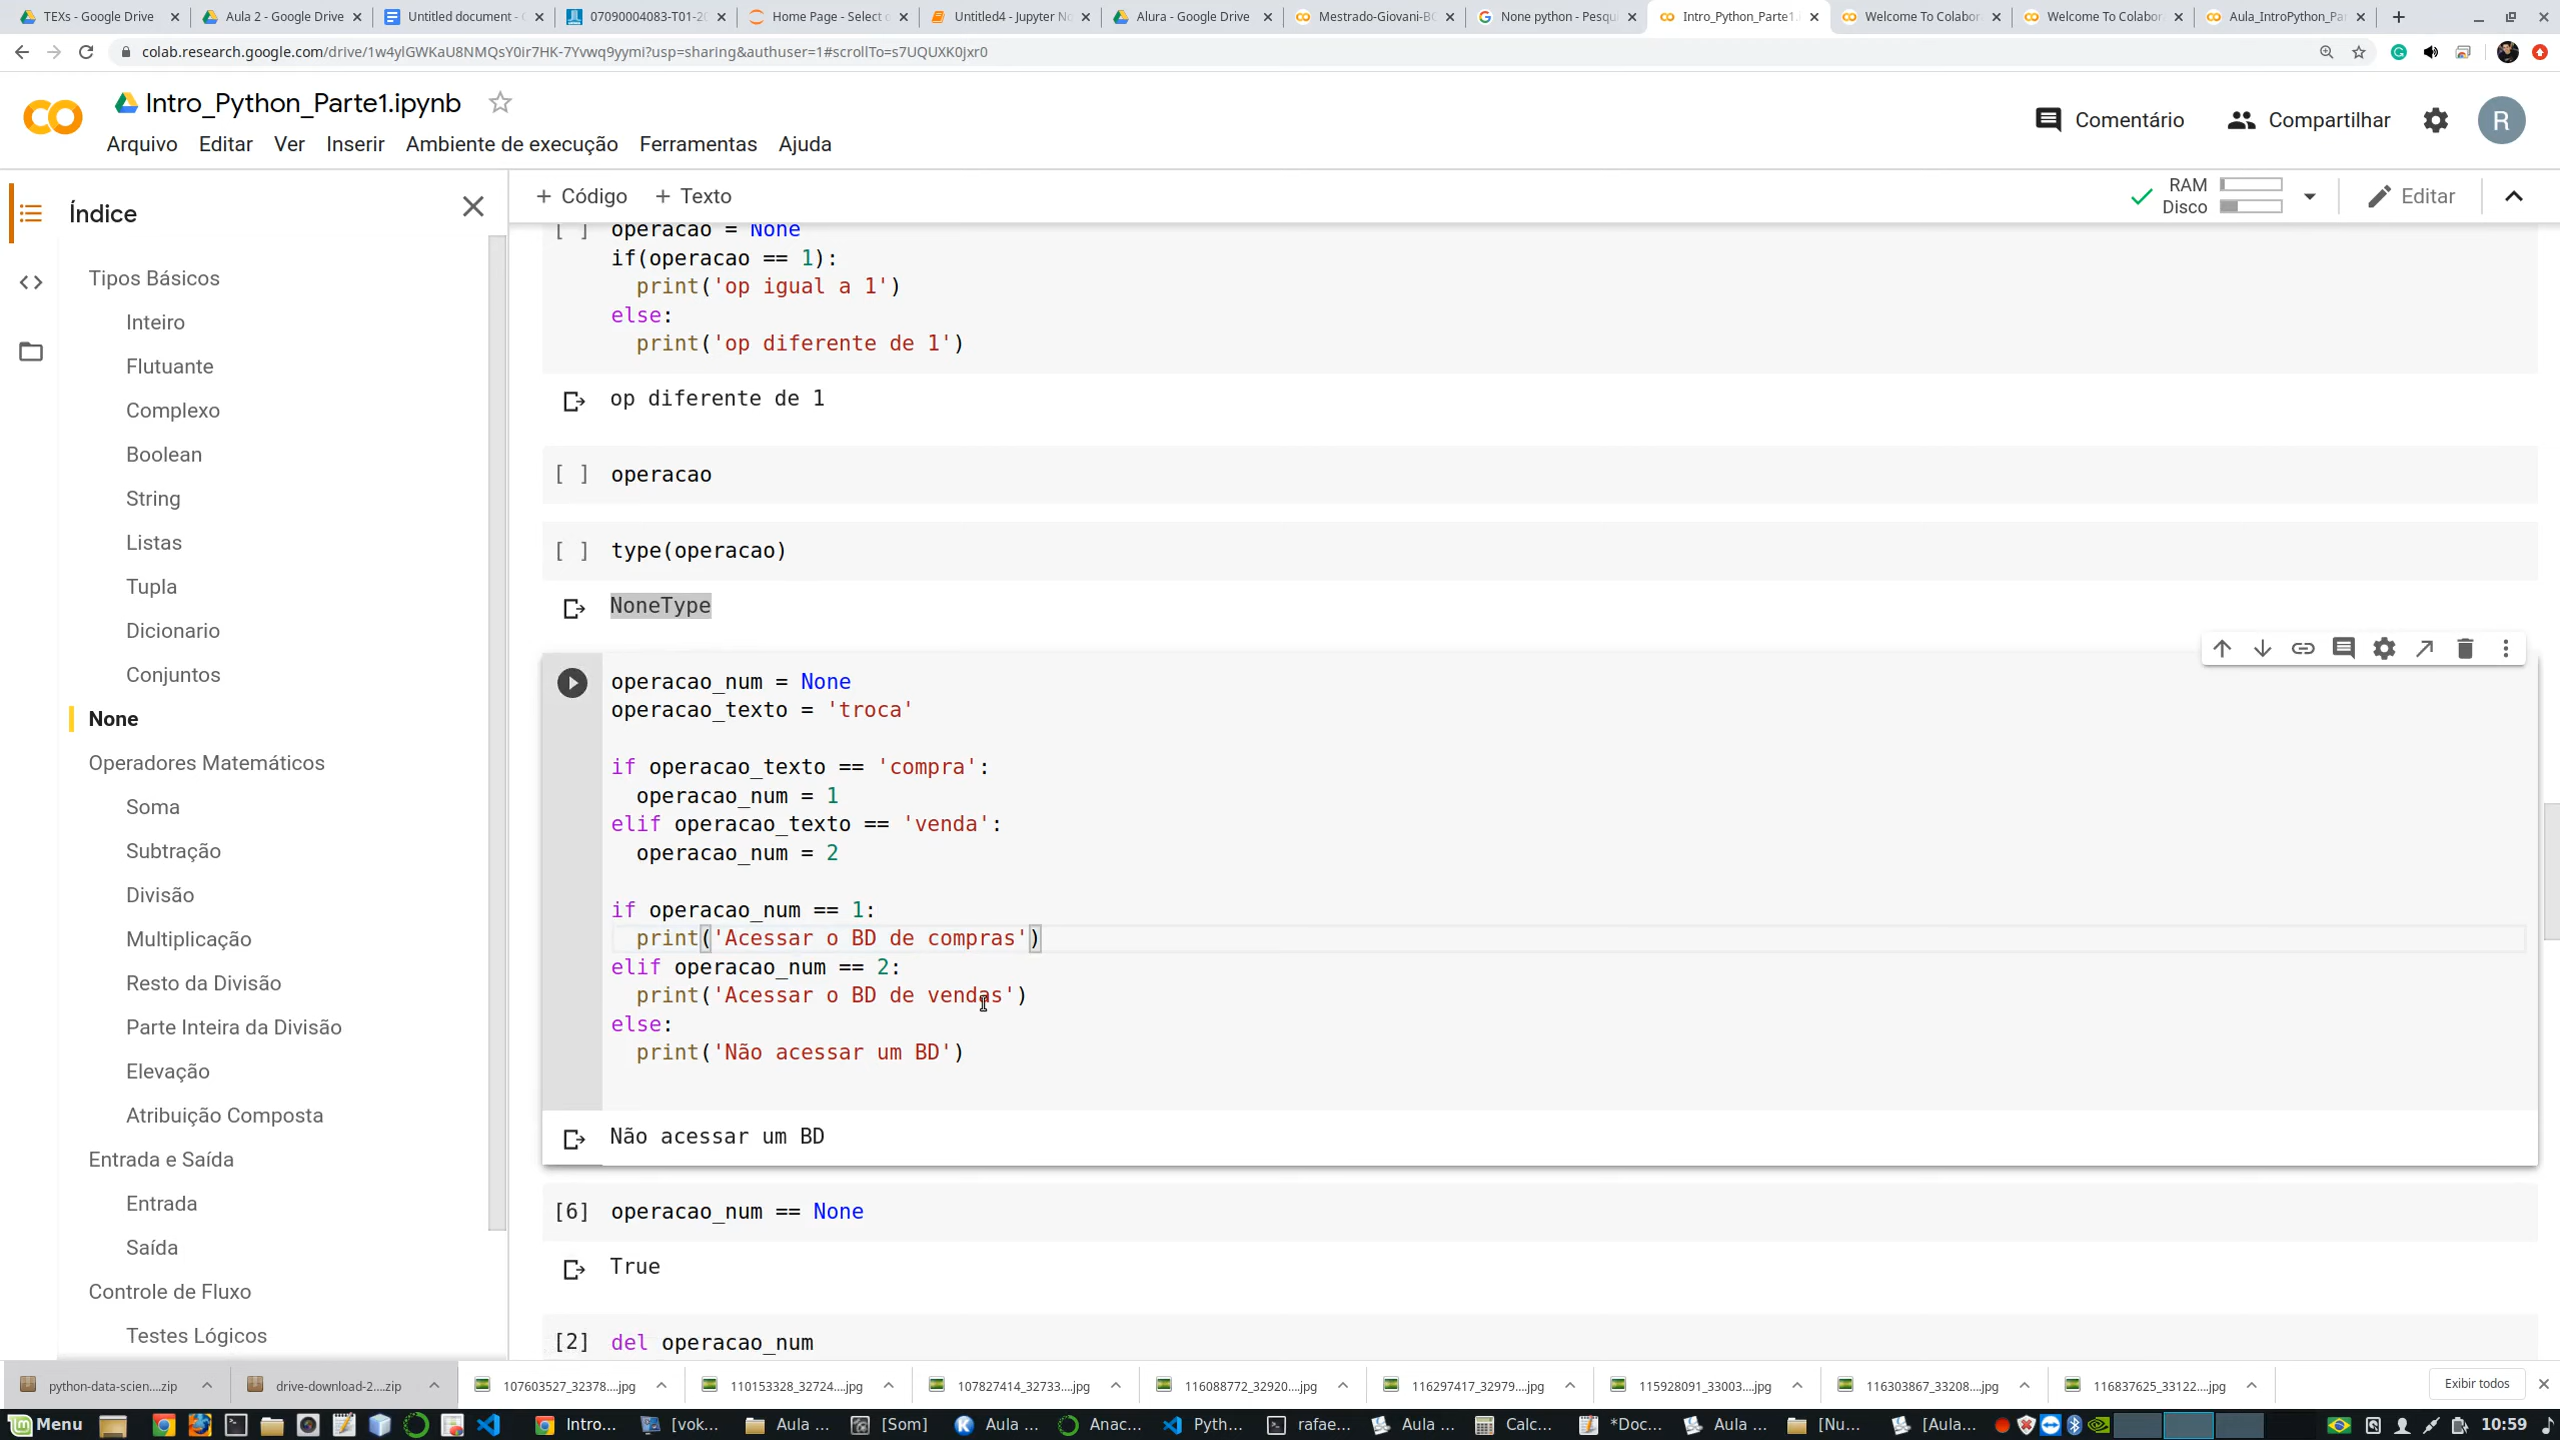 TEXs - Google Drive
Aula 2 - Google Drive
Untitled document - G
07090004083-T01-20
Home Page - Select o
Untitled4 - Jupyter No
Alura - Google Drive
Mestrado-Giovani-BC
None python - Pesqui
Intro_Python_Parte1.i
Welcome To Colabor
Welcome To Colabor
Aula_IntroPython_Pa
colab.research.google.com/drive/1w4ylGWKaU8NMQsY0ir7HK-7Yvwq9yymi?usp=sharing&authuser=1#scrollTo=s7UQUXK0jxr0
Intro_Python_Parte1.ipynb
Comentário
Compartilhar
R
Arquivo Editar Ver Inserir Ambiente de execução Ferramentas Ajuda
Índice
+ Código + Texto
RAM
Disco
Editar
Tipos Básicos
Inteiro
Flutuante
Complexo
Boolean
String
Listas
Tupla
Dicionario
Conjuntos
None
Operadores Matemáticos
Soma
Subtração
Divisão
Multiplicação
Resto da Divisão
Parte Inteira da Divisão
Elevação
Atribuição Composta
Entrada e Saída
Entrada
Saída
Controle de Fluxo
Testes Lógicos
[ ] operacao = None
if(operacao == 1):
print('op igual a 1')
else:
print('op diferente de 1')
op diferente de 1
[ ] operacao
[ ] type(operacao)
NoneType
operacao_num = None
operacao_texto = 'troca'
if operacao_texto == 'compra':
operacao_num = 1
elif operacao_texto == 'venda':
operacao_num = 2
if operacao_num == 1:
print('Acessar o BD de compras')
elif operacao_num == 2:
print('Acessar o BD de vendas')
else:
print('Não acessar um BD')
Não acessar um BD
[6] operacao_num == None
True
[2] del operacao_num
python-data-scien....zip
drive-download-2....zip
107603527_32378....jpg
110153328_32724....jpg
107827414_32733....jpg
116088772_32920....jpg
116297417_32979....jpg
115928091_33003....jpg
116303867_33208....jpg
116837625_33122....jpg
Exibir todos
Menu
Intro...
[vok...
Aula ...
[Som]
Aula ...
Anac...
Pyth...
rafae...
Aula ...
Calc...
*Doc...
Aula ...
[Nu...
[Aula...
10:59